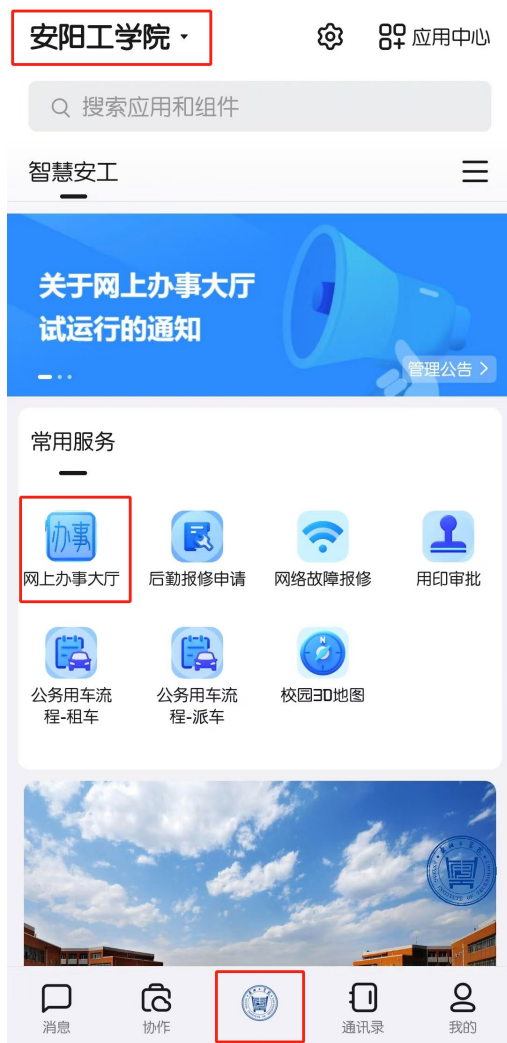 安阳工学院
应用中心
搜索应用和组件
智慧安工
关于网上办事大厅
试运行的通知
管理公告
常用服务
办事
网上办事大厅
后勤报修申请
网络故障报修
用印审批
公务用车流
程-租车
公务用车流
程-派车
N
校园3D地图
消息
协作
通讯录
我的